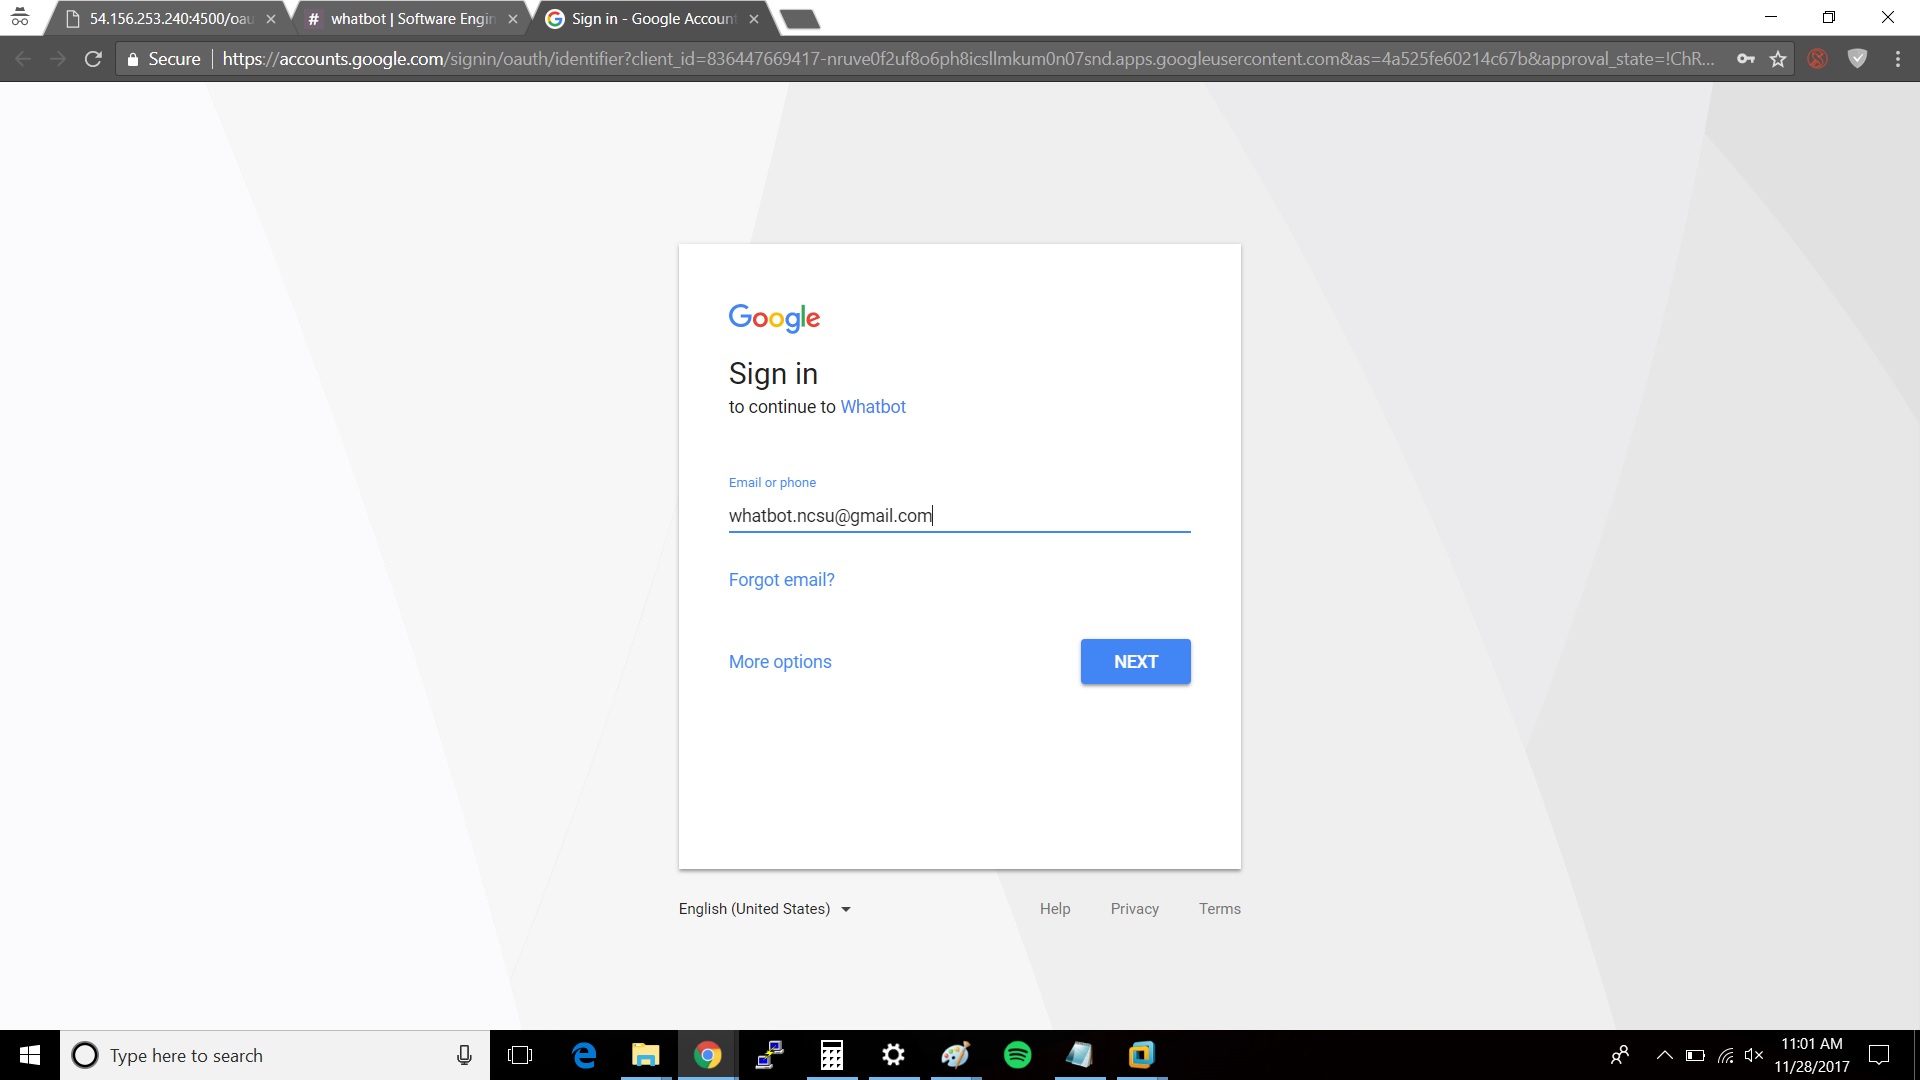 54.156.253.240:4500/oau
# whatbot | Software Engin
Sign in - Google Account
Secure
https://accounts.google.com/signin/oauth/identifier?client_id=836447669417-nruve0f2uf8o6ph8icsllmkum0n07snd.apps.googleusercontent.com&as=4a525fe60214c67b&approval_state=!ChR...
Google
Sign in
to continue to Whatbot
Email or phone
whatbot.ncsu@gmail.com
Forgot email?
More options
NEXT
English (United States)
Help
Privacy
Terms
Type here to search
11:01 AM
11/28/2017